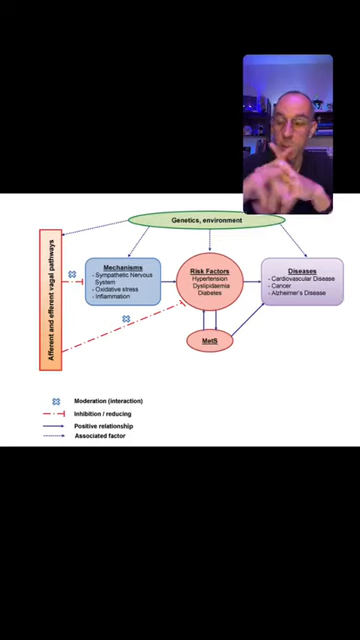 Genetics, environment
Afferent and efferent vagal pathways
Mechanisms
- Sympathetic Nervous
System
- Oxidative stress
- Inflammation
Risk Factors
Hypertension
Dyslipidaemia
Diabetes
Diseases
- Cardiovascular Disease
- Cancer
- Alzheimer's Disease
MetS
Moderation (interaction)
Inhibition / reducing
Positive relationship
Associated factor